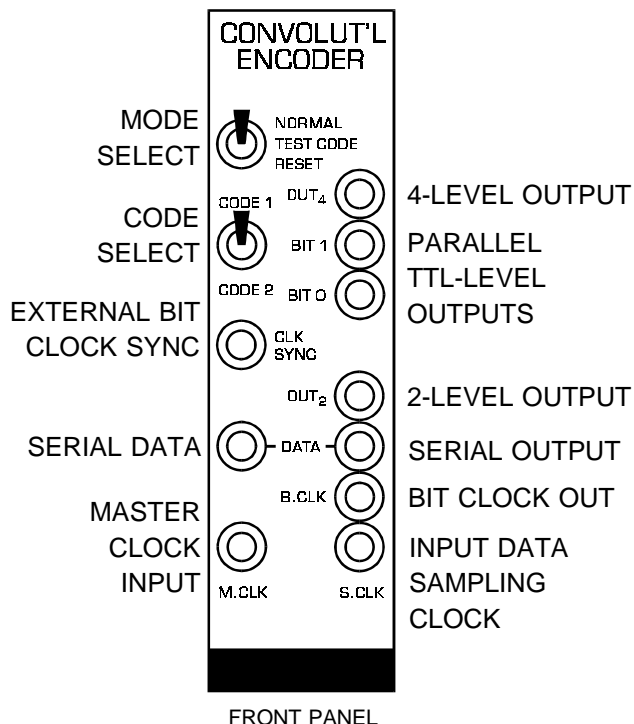 CONVOLUT'L
ENCODER
MODE
SELECT
NORMAL
TEST CODE
RESET
CODE 1
OUT4
4-LEVEL OUTPUT
CODE
SELECT
BIT 1
PARALLEL
TTL-LEVEL
OUTPUTS
CODE 2
BIT 0
EXTERNAL BIT
CLOCK SYNC
CLK
SYNC
OUT2
2-LEVEL OUTPUT
SERIAL DATA
DATA
SERIAL OUTPUT
B.CLK
BIT CLOCK OUT
MASTER
CLOCK
INPUT
M.CLK
S.CLK
INPUT DATA
SAMPLING
CLOCK
FRONT PANEL